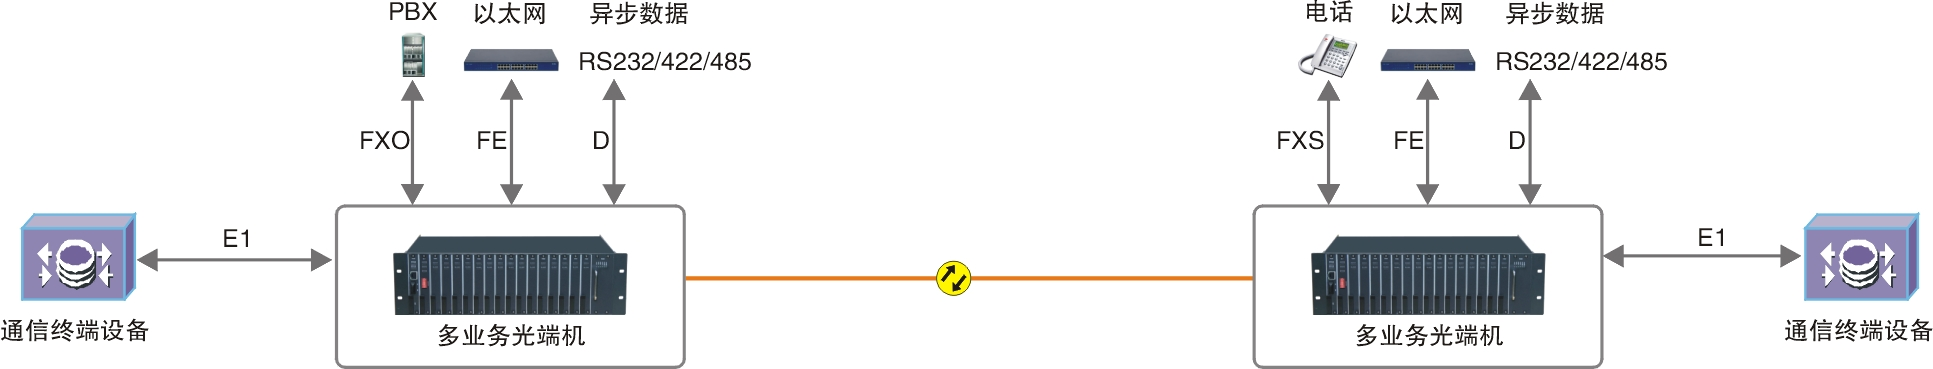 PBX 以太网 异步数据 电话 以太网 异步数据
RS232/422/485 RS232/422/485
FXO FE D FXS FE D
E1 E1
通信终端设备 多业务光端机 多业务光端机 通信终端设备